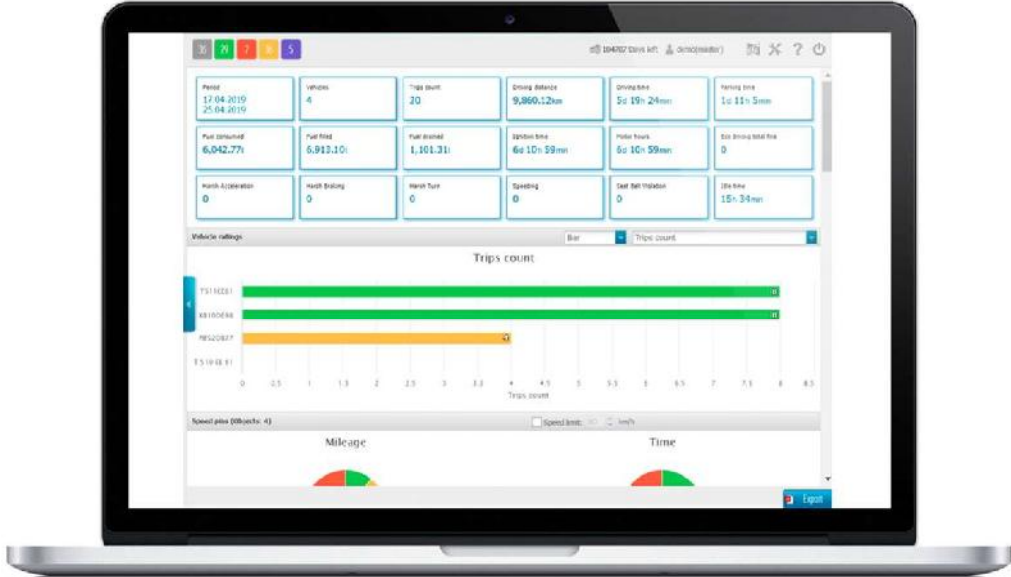 29 7 5
Days left demo(master)
Period
17.04.2019
25.04.2019
Vehicles
4
Trips count
20
Driving distance
9,860.12km
Driving time
5d 19h 24min
Parking time
1d 11h 5min
Fuel consumed
6,042.77l
Fuel filled
6,913.10l
Fuel drained
1,101.31l
Ignition time
6d 10h 59min
Motor hours
6d 10h 59min
Eco driving total fine
0
Harsh Acceleration
0
Harsh Braking
0
Harsh Turn
0
Speeding
0
Seat Belt Violation
0
Idle time
15h 34min
Vehicle ratings
Bar
Trips count
Trips count
0 0.5 1 1.5 2 2.5 3 3.5 4 4.5 5 5.5 6 6.5 7 7.5 8 8.5
Trips count
Speed pies (Objects: 4)
Speed limit: km/h
Mileage
Time
Export